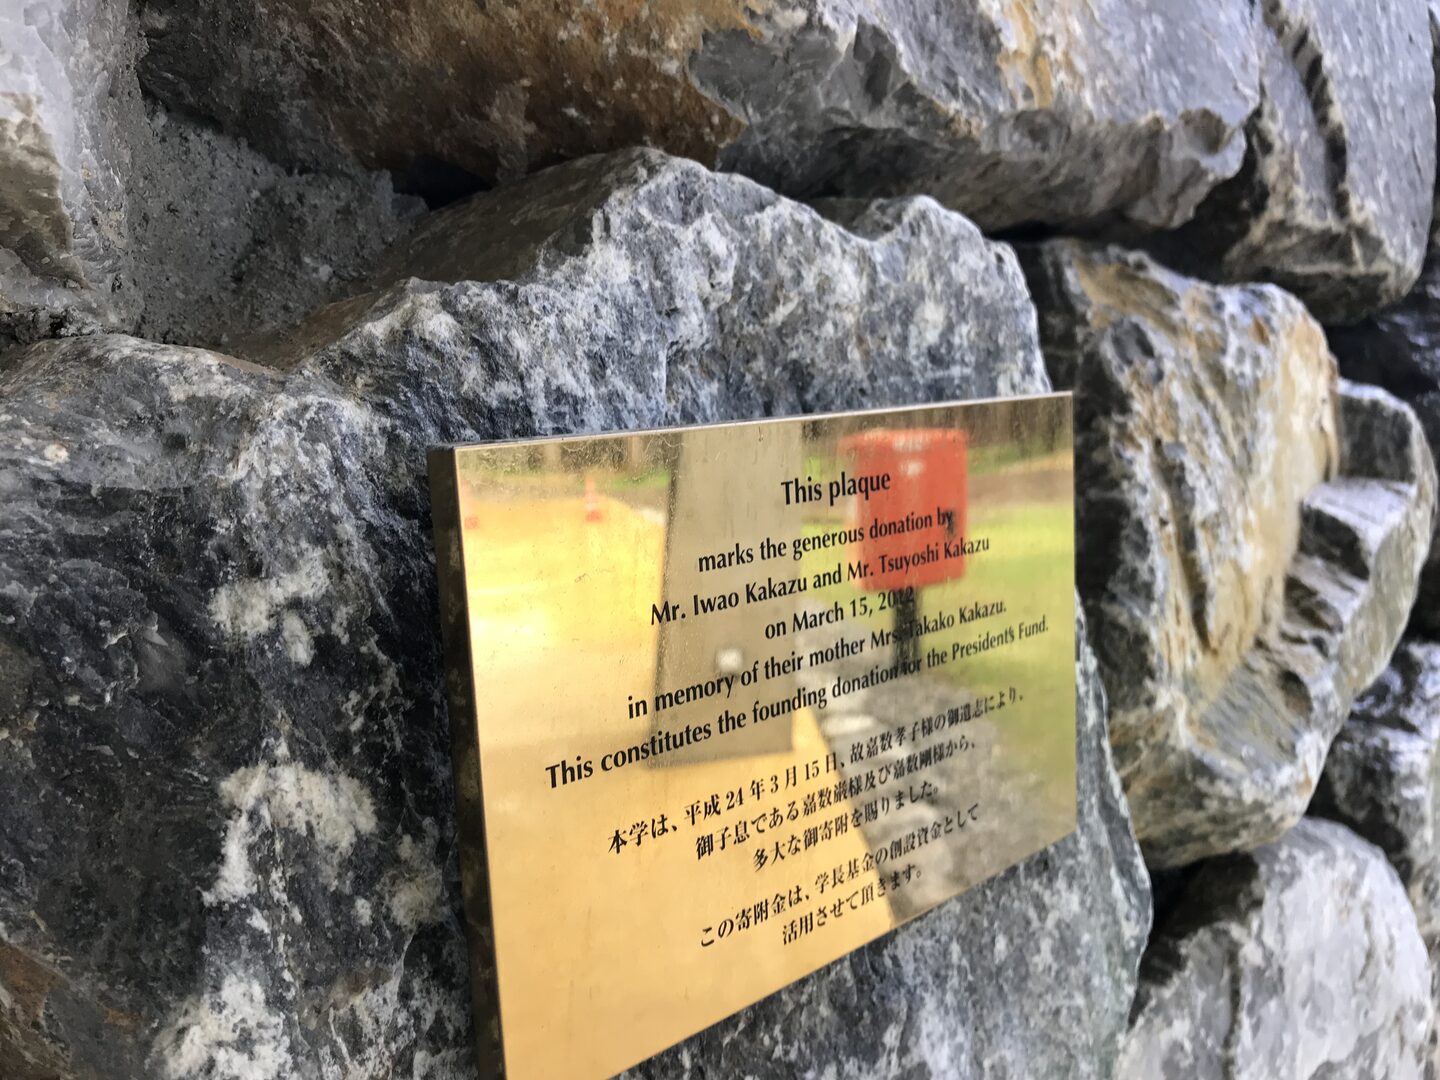 This plaque
marks the generous donation by
Mr. Iwao Kakazu and Mr. Tsuyoshi Kakazu
on March 15, 2012
in memory of their mother Mrs. Takako Kakazu.
This constitutes the founding donation for the President's Fund.
本学は、平成24年3月15日、故嘉数孝子様の御遺志により、
御子息である嘉数巌様及び嘉数剛様から、
多大な御寄附を賜りました。
この寄附金は、学長基金の創設資金として
活用させて頂きます。